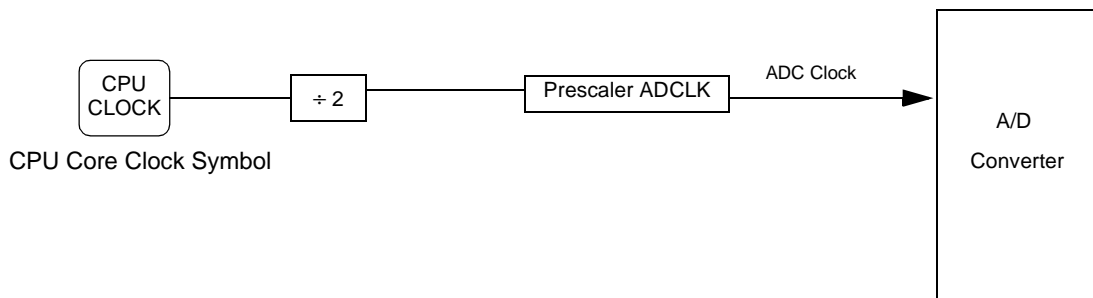 CPU
CLOCK
CPU Core Clock Symbol
÷ 2
Prescaler ADCLK
ADC Clock
A/D
Converter